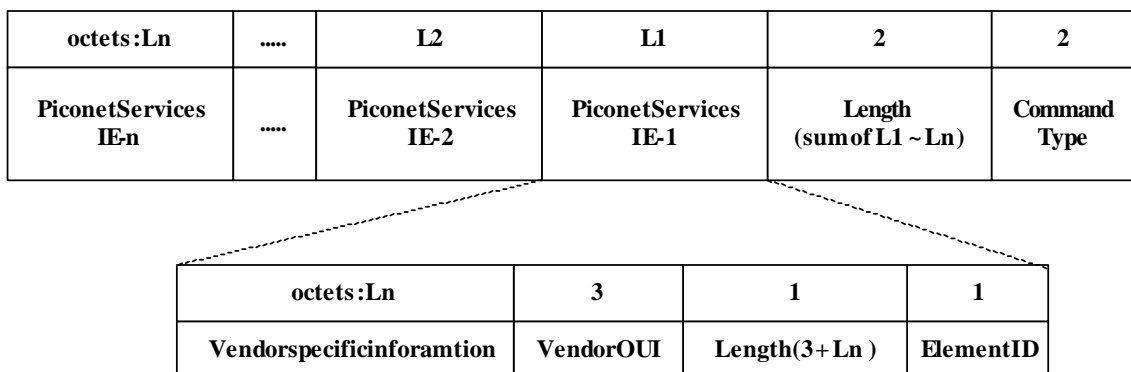 octets:Ln ..... L2 L1 2 2
PiconetServices IE-n ..... PiconetServices IE-2 PiconetServices IE-1 Length (sum of L1 ~ Ln) Command Type
octets:Ln 3 1 1
Vendorspecificinforamtion VendorOUI Length(3+Ln) ElementID